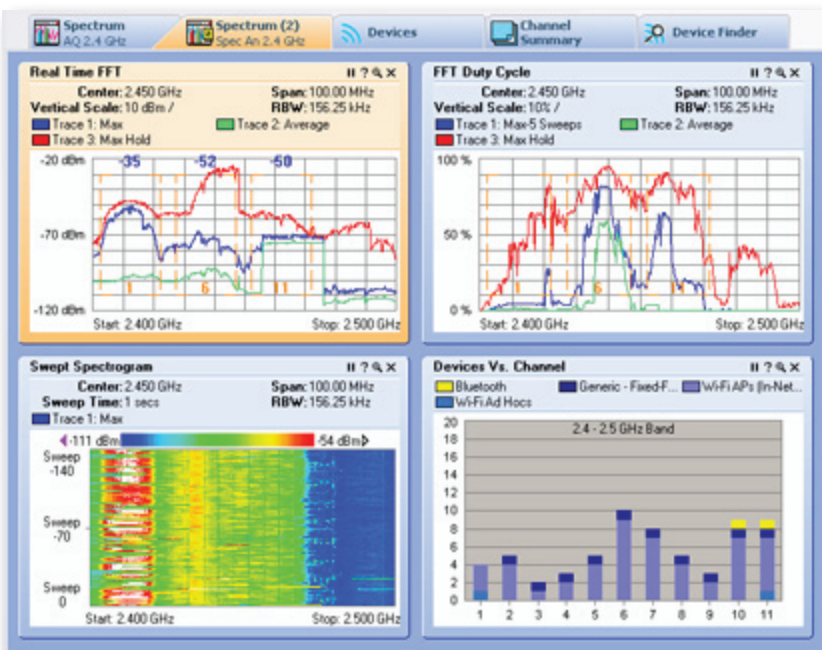 Spectrum
AQ 2.4 GHz
Spectrum (2)
Spec An 2.4 GHz
Devices
Channel
Summary
Device Finder
Real Time FFT
Center: 2.450 GHz Span: 100.00 MHz
Vertical Scale: 10 dBm / RBW: 156.25 kHz
Trace 1: Max Trace 2: Average
Trace 3: Max Hold
-20 dBm -35 -52 -50
-70 dBm
1 6 11
-120 dBm
Start: 2.400 GHz Stop: 2.500 GHz
FFT Duty Cycle
Center: 2.450 GHz Span: 100.00 MHz
Vertical Scale: 10% / RBW: 156.25 kHz
Trace 1: Max-5 Sweeps Trace 2: Average
Trace 3: Max Hold
100 %
50 %
1 6 11
0 %
Start: 2.400 GHz Stop: 2.500 GHz
Swept Spectrogram
Center: 2.450 GHz Span: 100.00 MHz
Sweep Time: 1 secs RBW: 156.25 kHz
Trace 1: Max
-111 dBm -54 dBm
Sweep
-140
Sweep
-70
Sweep
0
Start: 2.400 GHz Stop: 2.500 GHz
Devices Vs. Channel
Bluetooth Generic - Fixed-F... Wi-Fi APs (In-Net...
Wi-Fi Ad Hocs
2.4 - 2.5 GHz Band
20
18
16
14
12
10
8
6
4
2
0
1 2 3 4 5 6 7 8 9 10 11